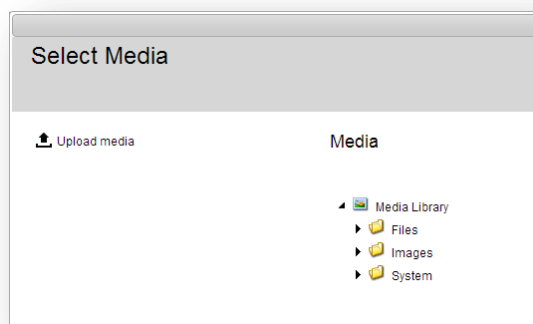 Select Media
Upload media
Media
Media Library
Files
Images
System